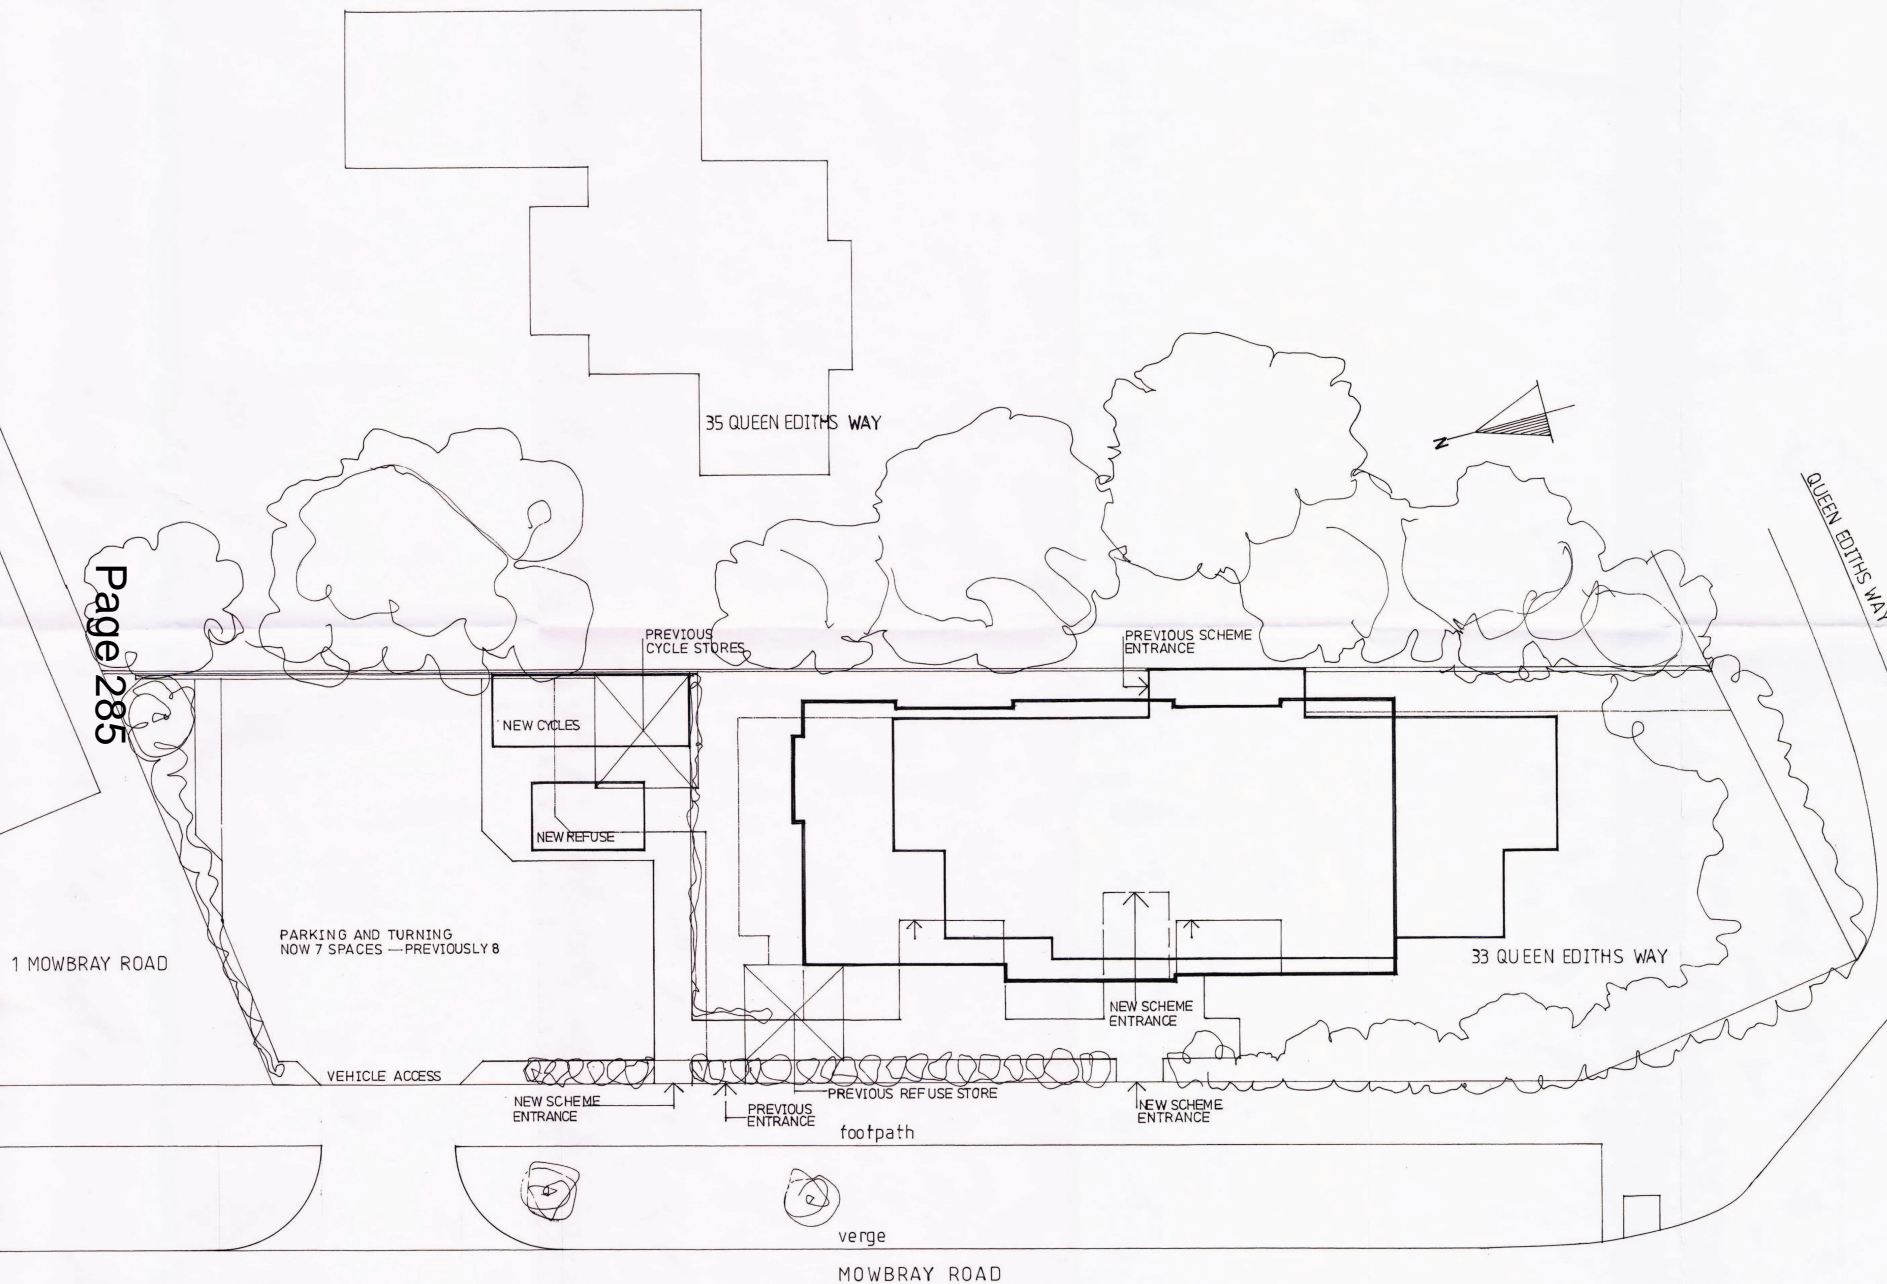 35 QUEEN EDITHS WAY
N
QUEEN EDITHS WAY
Page 285
PREVIOUS
CYCLE STORES
PREVIOUS SCHEME
ENTRANCE
NEW CYCLES
NEW REFUSE
PARKING AND TURNING
NOW 7 SPACES — PREVIOUSLY 8
1 MOWBRAY ROAD
33 QUEEN EDITHS WAY
NEW SCHEME
ENTRANCE
VEHICLE ACCESS
NEW SCHEME
ENTRANCE
PREVIOUS
ENTRANCE
PREVIOUS REFUSE STORE
NEW SCHEME
ENTRANCE
footpath
verge
MOWBRAY ROAD